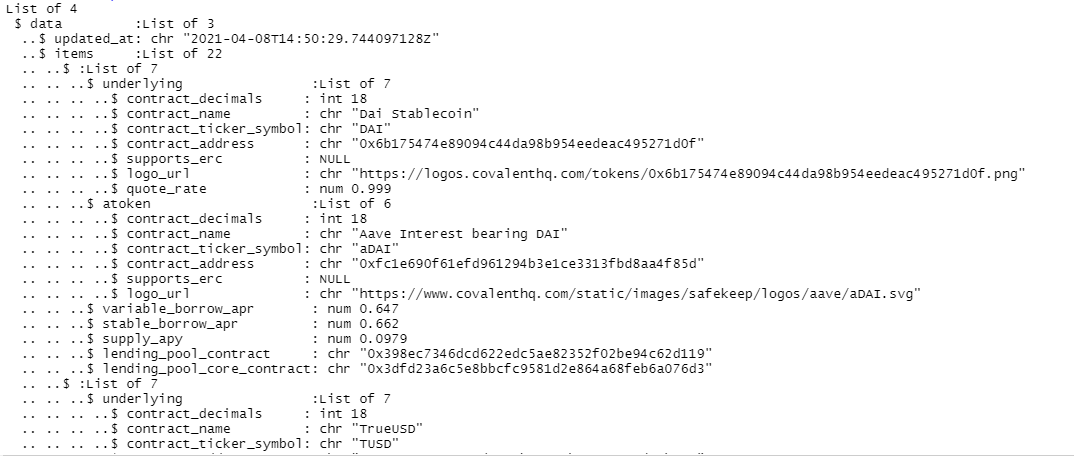 List of 4
 $ data         :List of 3
  ..$ updated_at: chr "2021-04-08T14:50:29.744097128Z"
  ..$ items     :List of 22
  .. ..$ :List of 7
  .. .. ..$ underlying                :List of 7
  .. .. .. ..$ contract_decimals     : int 18
  .. .. .. ..$ contract_name         : chr "Dai Stablecoin"
  .. .. .. ..$ contract_ticker_symbol: chr "DAI"
  .. .. .. ..$ contract_address      : chr "0x6b175474e89094c44da98b954eedeac495271d0f"
  .. .. .. ..$ supports_erc          : NULL
  .. .. .. ..$ logo_url              : chr "https://logos.covalenthq.com/tokens/0x6b175474e89094c44da98b954eedeac495271d0f.png"
  .. .. .. ..$ quote_rate            : num 0.999
  .. .. ..$ atoken                    :List of 6
  .. .. .. ..$ contract_decimals     : int 18
  .. .. .. ..$ contract_name         : chr "Aave Interest bearing DAI"
  .. .. .. ..$ contract_ticker_symbol: chr "aDAI"
  .. .. .. ..$ contract_address      : chr "0xfc1e690f61efd961294b3e1ce3313fbd8aa4f85d"
  .. .. .. ..$ supports_erc          : NULL
  .. .. .. ..$ logo_url              : chr "https://www.covalenthq.com/static/images/safekeep/logos/aave/aDAI.svg"
  .. .. ..$ variable_borrow_apr       : num 0.647
  .. .. ..$ stable_borrow_apr         : num 0.662
  .. .. ..$ supply_apy                : num 0.0979
  .. .. ..$ lending_pool_contract     : chr "0x398ec7346dcd622edc5ae82352f02be94c62d119"
  .. .. ..$ lending_pool_core_contract: chr "0x3dfd23a6c5e8bbcfc9581d2e864a68feb6a076d3"
  .. ..$ :List of 7
  .. .. ..$ underlying                :List of 7
  .. .. .. ..$ contract_decimals     : int 18
  .. .. .. ..$ contract_name         : chr "TrueUSD"
  .. .. .. ..$ contract_ticker_symbol: chr "TUSD"